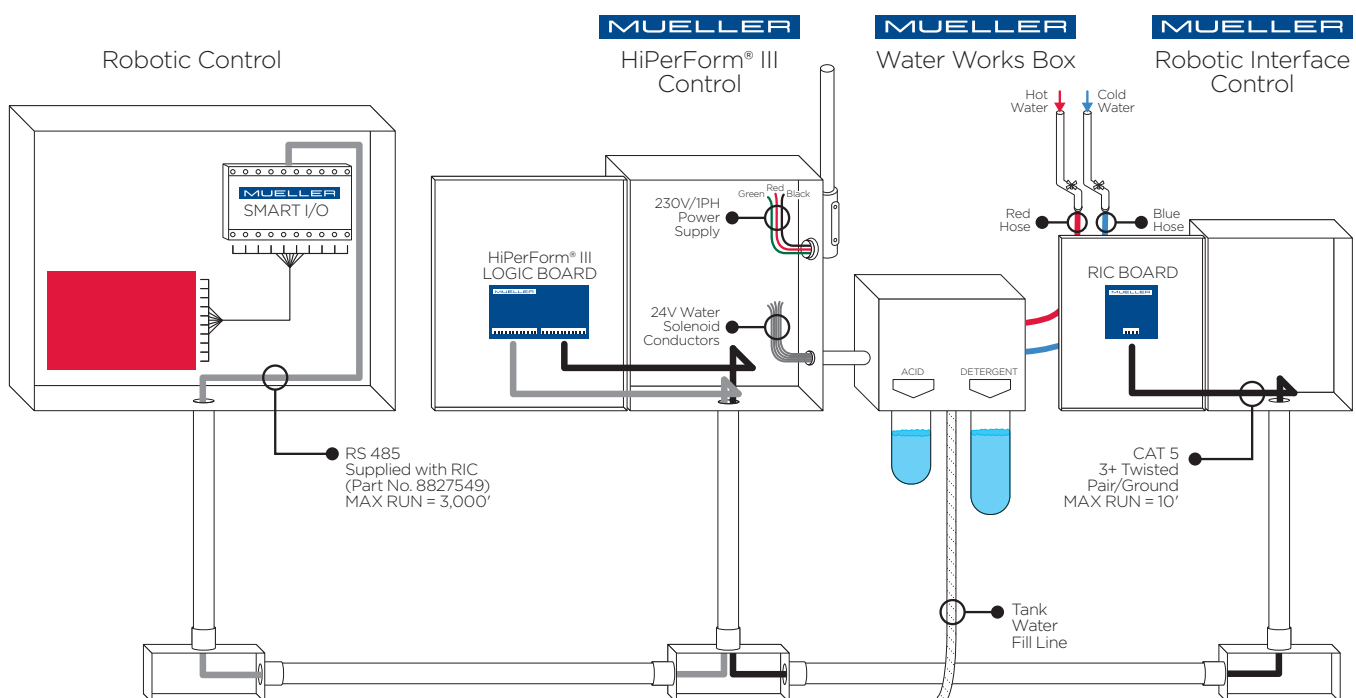 Robotic Control
MUELLER
SMART I/O
RS 485
Supplied with RIC
(Part No. 8827549)
MAX RUN = 3,000'
MUELLER
HiPerForm® III
Control
230V/1PH
Power
Supply
Green
Red
Black
HiPerForm® III
LOGIC BOARD
MUELLER
24V Water
Solenoid
Conductors
MUELLER
Water Works Box
Hot
Water
Cold
Water
Red
Hose
Blue
Hose
ACID
DETERGENT
Tank
Water
Fill Line
MUELLER
Robotic Interface
Control
RIC BOARD
MUELLER
CAT 5
3+ Twisted
Pair/Ground
MAX RUN = 10'